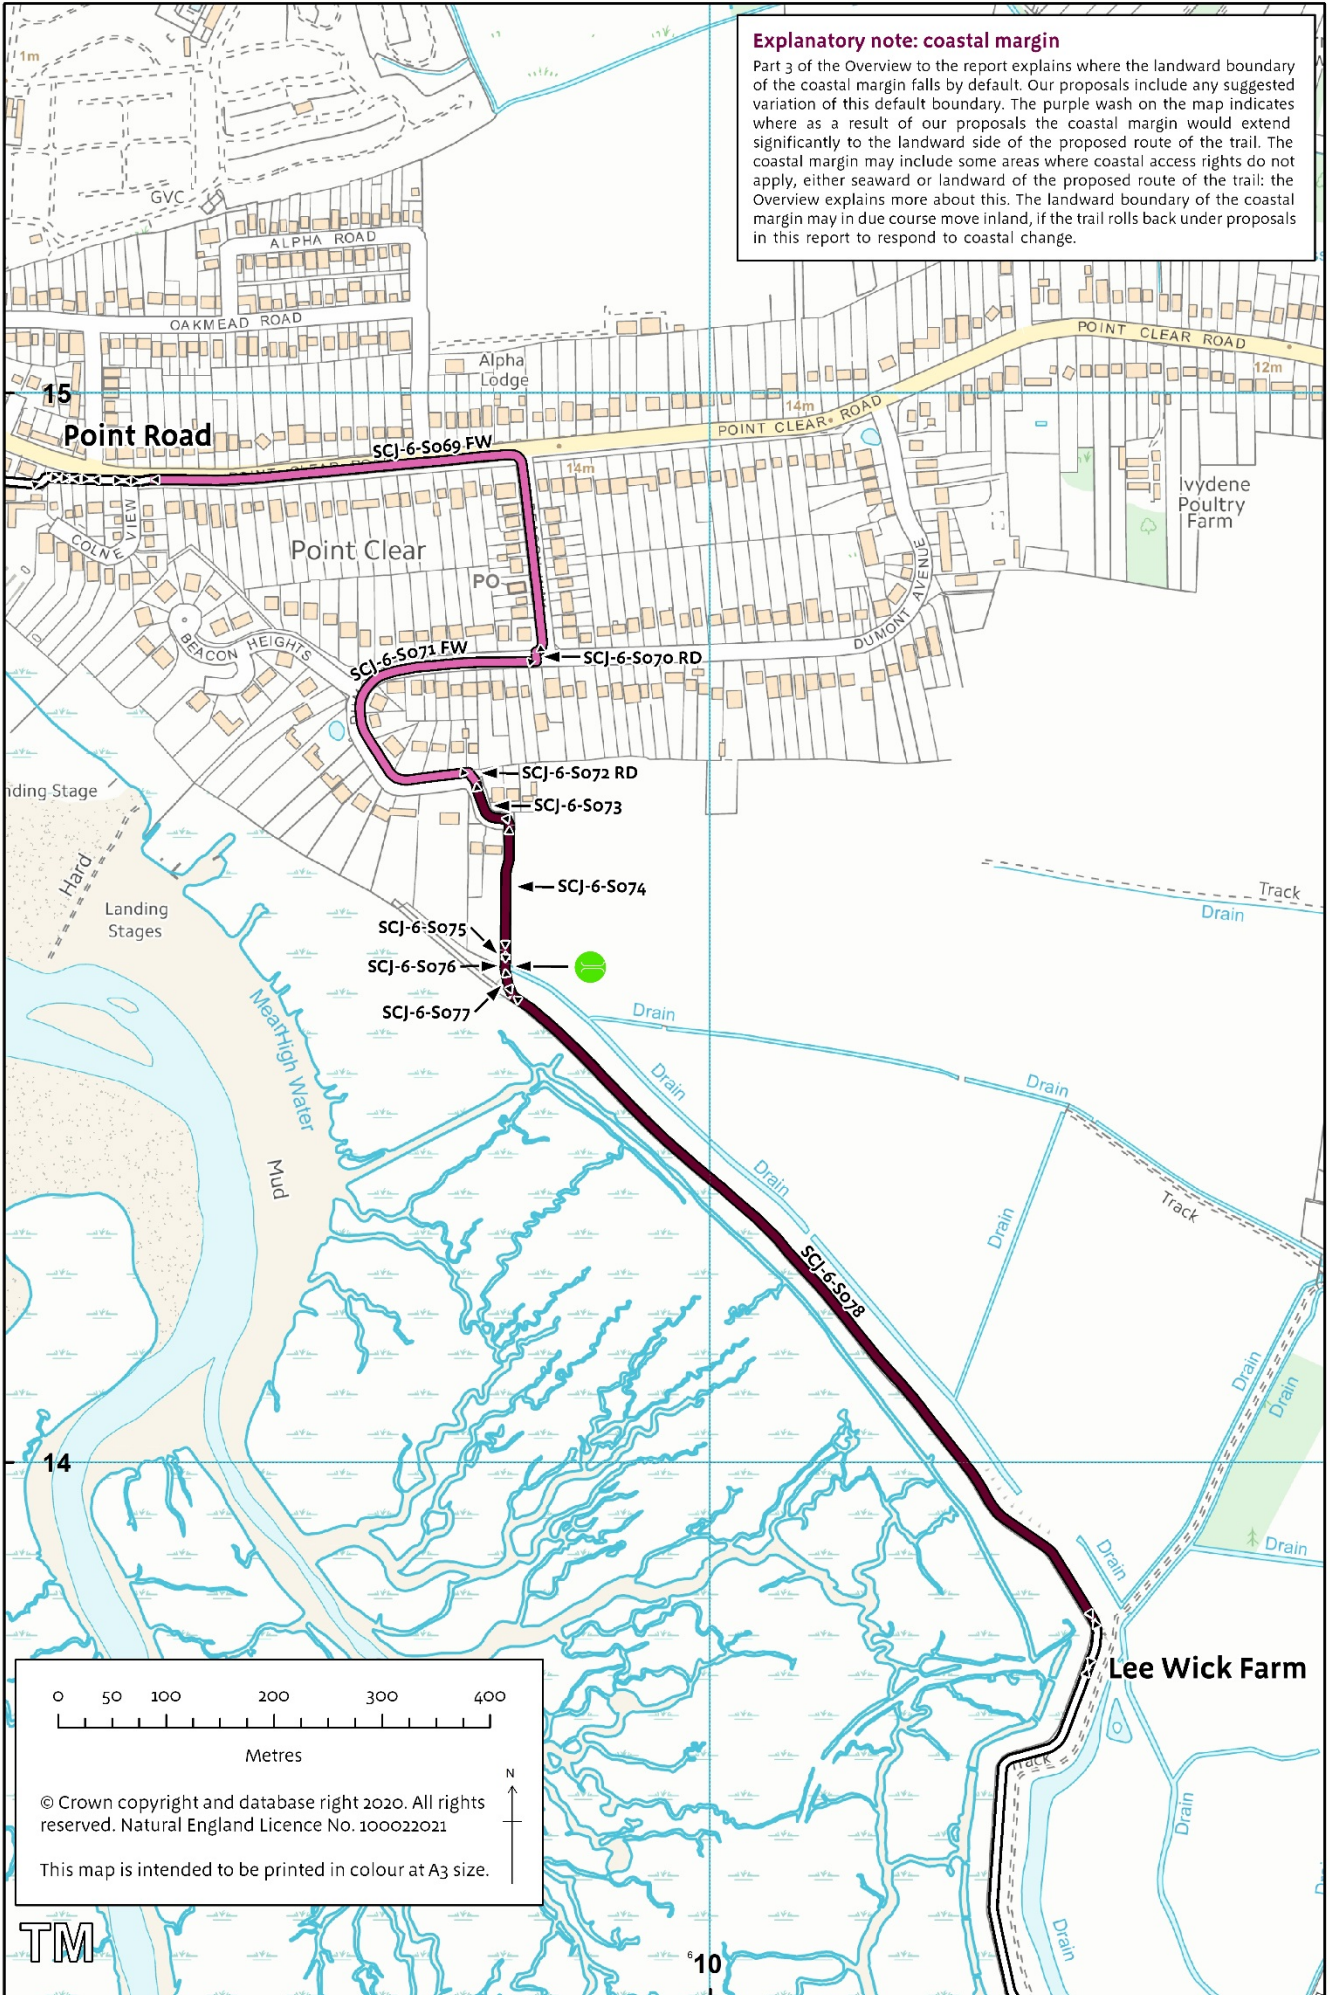 Explanatory note: coastal margin
Part 3 of the Overview to the report explains where the landward boundary
of the coastal margin falls by default. Our proposals include any suggested
variation of this default boundary. The purple wash on the map indicates
where as a result of our proposals the coastal margin would extend
significantly to the landward side of the proposed route of the trail. The
coastal margin may include some areas where coastal access rights do not
apply, either seaward or landward of the proposed route of the trail: the
Overview explains more about this. The landward boundary of the coastal
margin may in due course move inland, if the trail rolls back under proposals
in this report to respond to coastal change.
1m
GVC
ALPHA ROAD
OAKMEAD ROAD
POINT CLEAR ROAD
12m
Alpha
Lodge
15
14m
POINT CLEAR ROAD
Point Road
SCJ-6-S069 FW
14m
Ivydene
Poultry
Farm
COLNE VIEW
Point Clear
PO
DUMONT AVENUE
BEACON HEIGHTS
SCJ-6-S071 FW
SCJ-6-S070 RD
SCJ-6-S072 RD
nding Stage
SCJ-6-S073
Hard
SCJ-6-S074
Track
Drain
Landing
Stages
SCJ-6-S075
SCJ-6-S076
SCJ-6-S077
Mean High Water
Drain
Drain
Drain
Mud
Drain
Track
Drain
SCJ-6-S078
Drain
Drain
14
Drain
Drain
Lee Wick Farm
0 50 100 200 300 400
Metres
N
© Crown copyright and database right 2020. All rights
reserved. Natural England Licence No. 100022021
This map is intended to be printed in colour at A3 size.
Drain
TM
Drain
⁶10